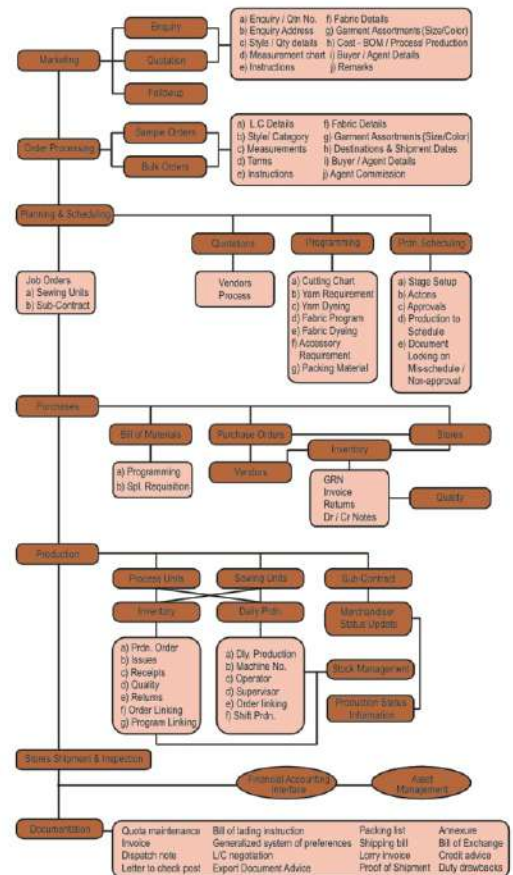 Enquiry
Marketing
Quotation
Followup
a) Enquiry / Qtn No.
b) Enquiry Address
c) Style / Qty details
d) Measurement chart
e) Instructions
f) Fabric Details
g) Garment Assortments (Size/Color)
h) Cost - BOM / Process Production
i) Buyer / Agent Details
j) Remarks
Sample Orders
Order Processing
Bulk Orders
a) L.C Details
b) Style/ Category
c) Measurements
d) Terms
e) Instructions
f) Fabric Details
g) Garment Assortments (Size/Color)
h) Destinations & Shipment Dates
i) Buyer / Agent Details
j) Agent Commission
Planning & Scheduling
Quotations
Programming
Prdn. Scheduling
Job Orders
a) Sewing Units
b) Sub-Contract
Vendors
Process
a) Cutting Chart
b) Yarn Requirement
c) Yarn Dyeing
d) Fabric Program
e) Fabric Dyeing
f) Accessory
Requirement
g) Packing Material
a) Stage Setup
b) Actions
c) Approvals
d) Production to
Schedule
e) Document
Locking on
Mis-schedule /
Non-approval
Purchases
Bill of Materials
Purchase Orders
Stores
a) Programming
b) Spl. Requisition
Vendors
Inventory
GRN
Invoice
Returns
Dr / Cr Notes
Quality
Production
Process Units
Sewing Units
Sub-Contract
Inventory
Daily Prdn.
Merchandiser
Status Update
a) Prdn. Order
b) Issues
c) Receipts
d) Quality
e) Returns
f) Order Linking
g) Program Linking
a) Dly. Production
b) Machine No.
c) Operator
d) Supervisor
e) Order linking
f) Shift Prdn.
Stock Management
Production Status
Information
Stores Shipment & Inspection
Financial Accounting
Interface
Asset
Management
Documentation
Quota maintenance
Invoice
Dispatch note
Letter to check post
Bill of lading instruction
Generalized system of preferences
L/C negotiation
Export Document Advice
Packing list
Shipping bill
Lorry invoice
Proof of Shipment
Annexure
Bill of Exchange
Credit advice
Duty drawbacks